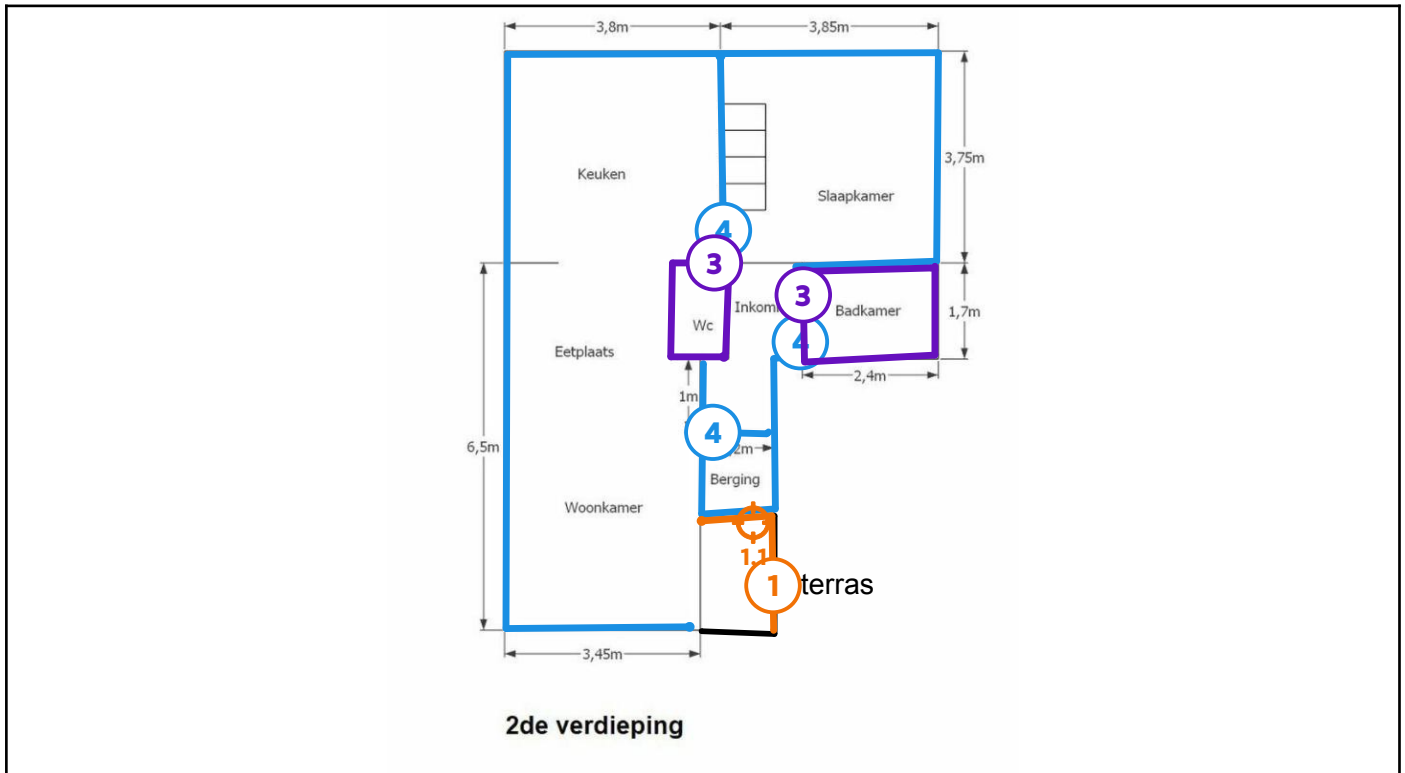 3,8m
3,85m
Keuken
3,75m
Slaapkamer
4
3
3
Inkom
Badkamer
1,7m
Wc
4
Eetplaats
2,4m
1m
4
6,5m
2m
Berging
Woonkamer
1.1
1
terras
3,45m
2de verdieping